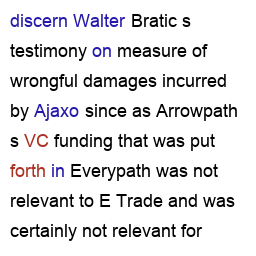 discern Walter Bratic s
testimony on measure of
wrongful damages incurred
by Ajaxo since as Arrowpath
s VC funding that was put
forth in Everypath was not
relevant to E Trade and was
certainly not relevant for